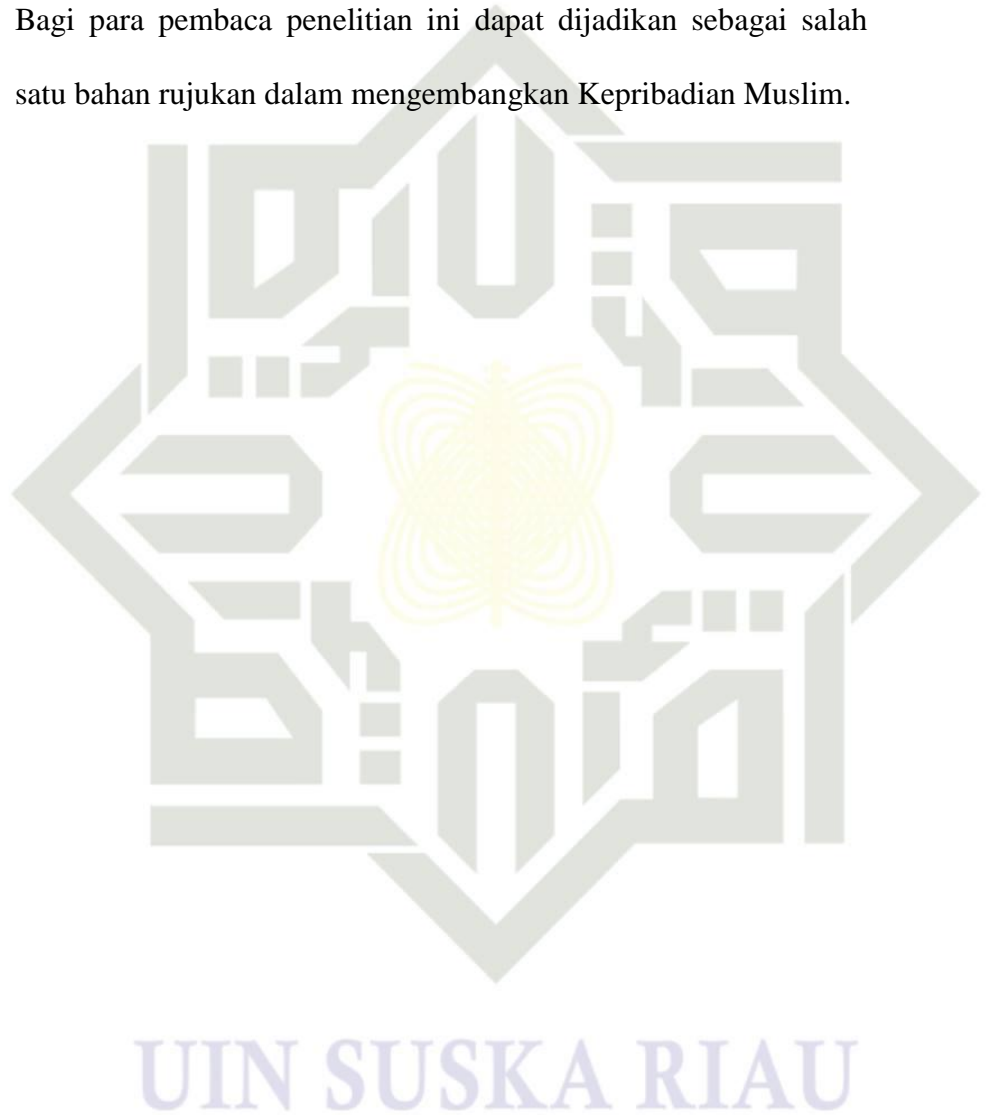 Bagi para pembaca penelitian ini dapat dijadikan sebagai salah
satu bahan rujukan dalam mengembangkan Kepribadian Muslim.
UIN SUSKA RIAU